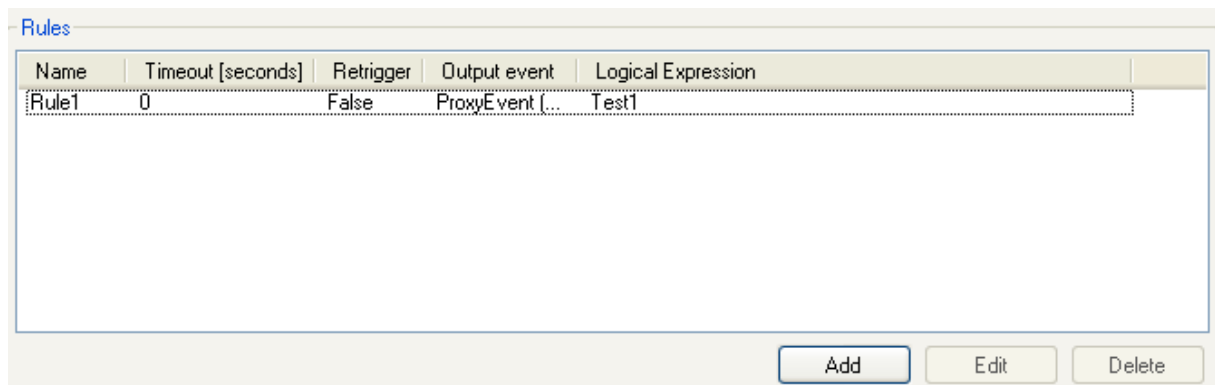 Rules
Name Timeout [seconds] Retrigger Output event Logical Expression
Rule1 0 False ProxyEvent (... Test1
Add Edit Delete